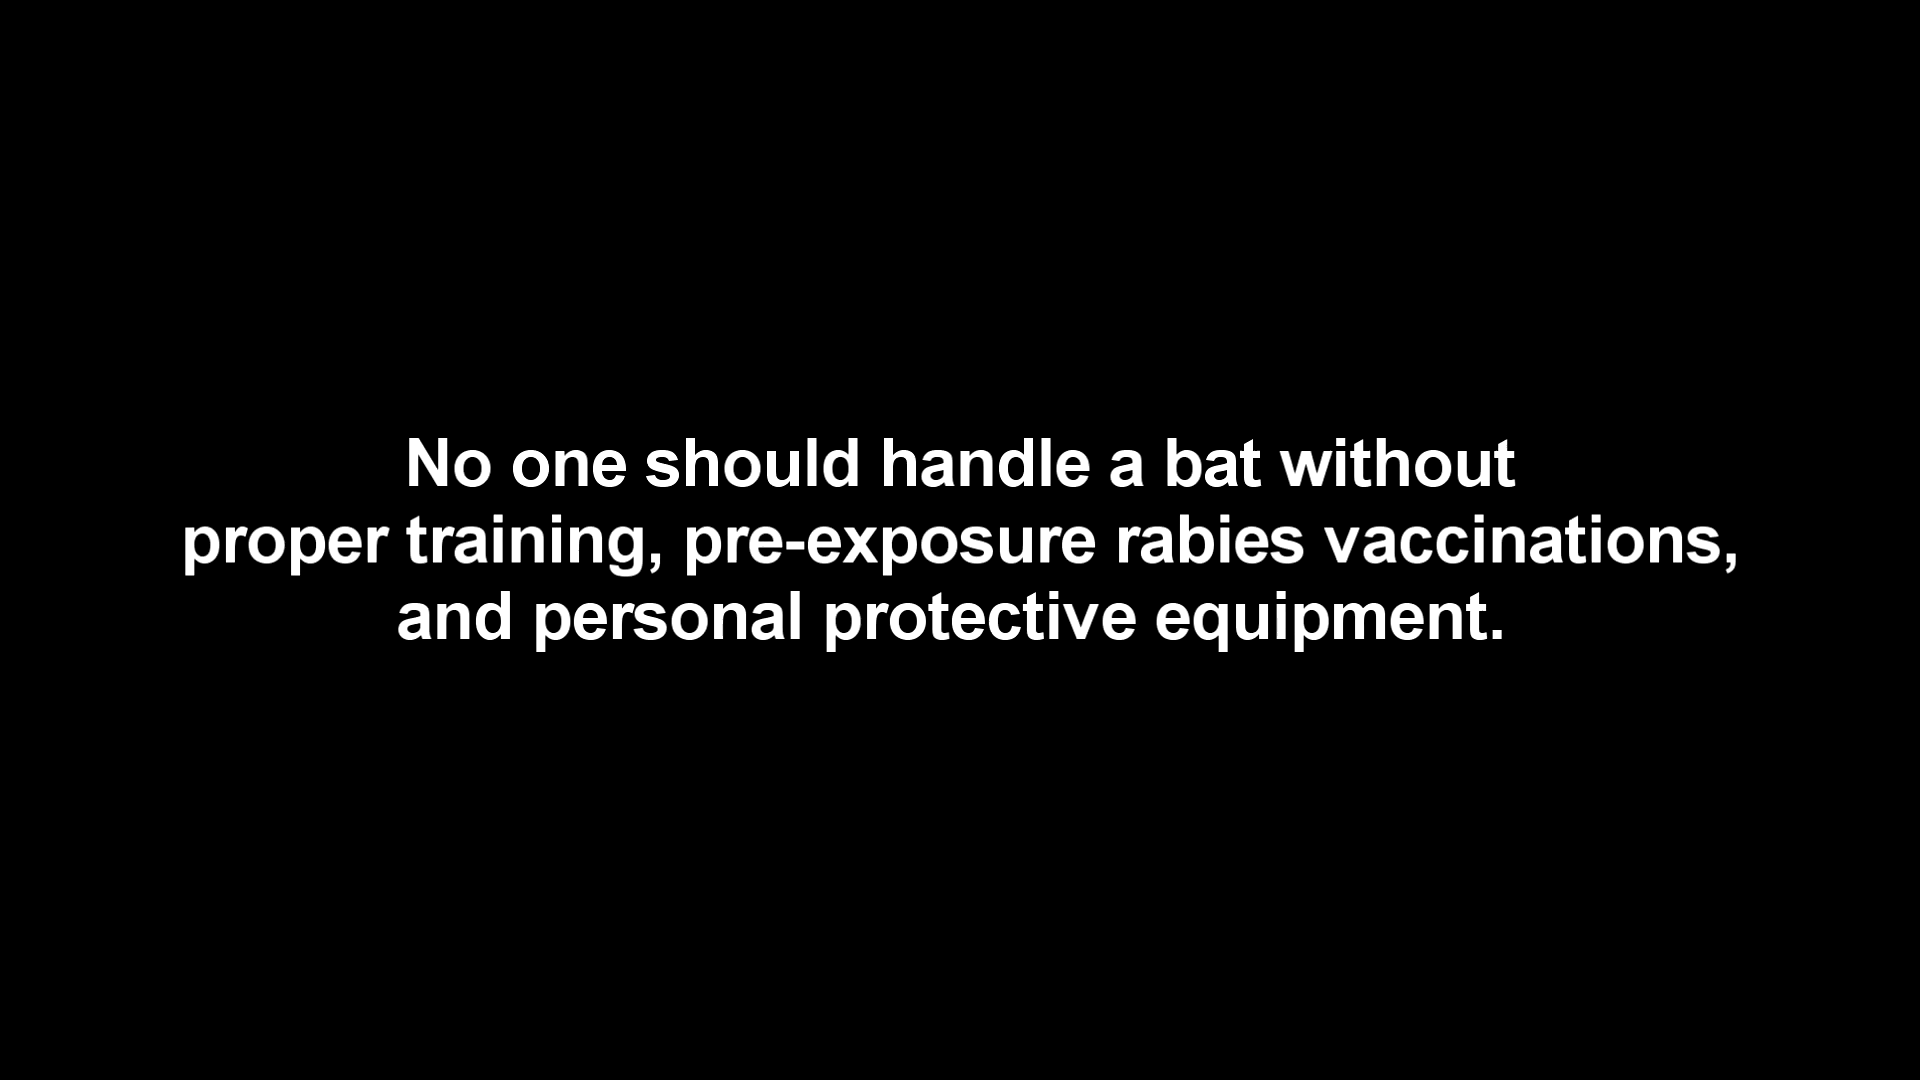 No one should handle a bat without
proper training, pre-exposure rabies vaccinations,
and personal protective equipment.